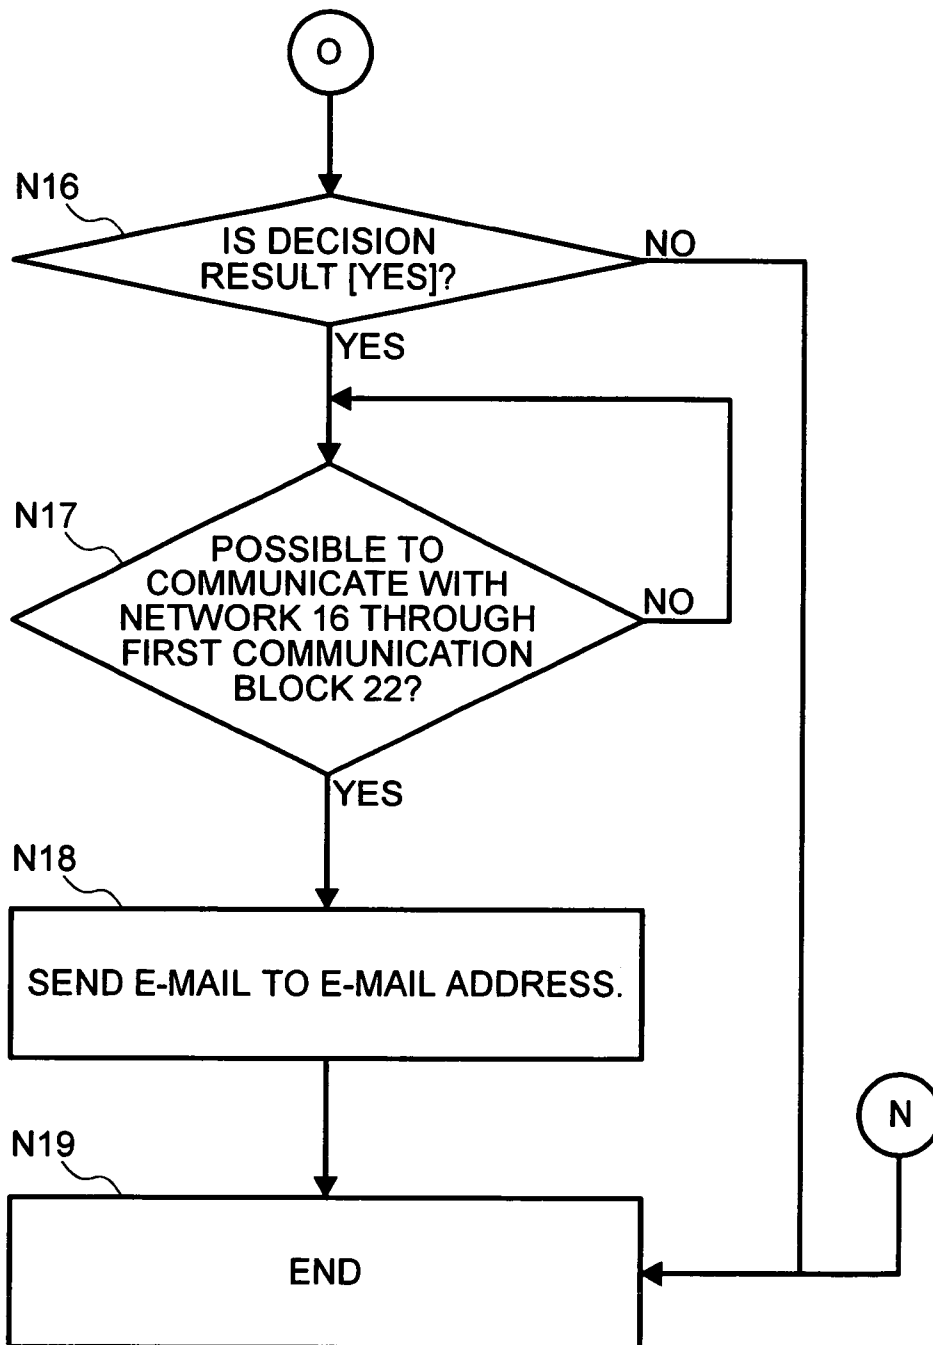 O
N16
IS DECISION
RESULT [YES]?
NO
YES
N17
POSSIBLE TO
COMMUNICATE WITH
NETWORK 16 THROUGH
FIRST COMMUNICATION
BLOCK 22?
NO
YES
N18
SEND E-MAIL TO E-MAIL ADDRESS.
N
N19
END